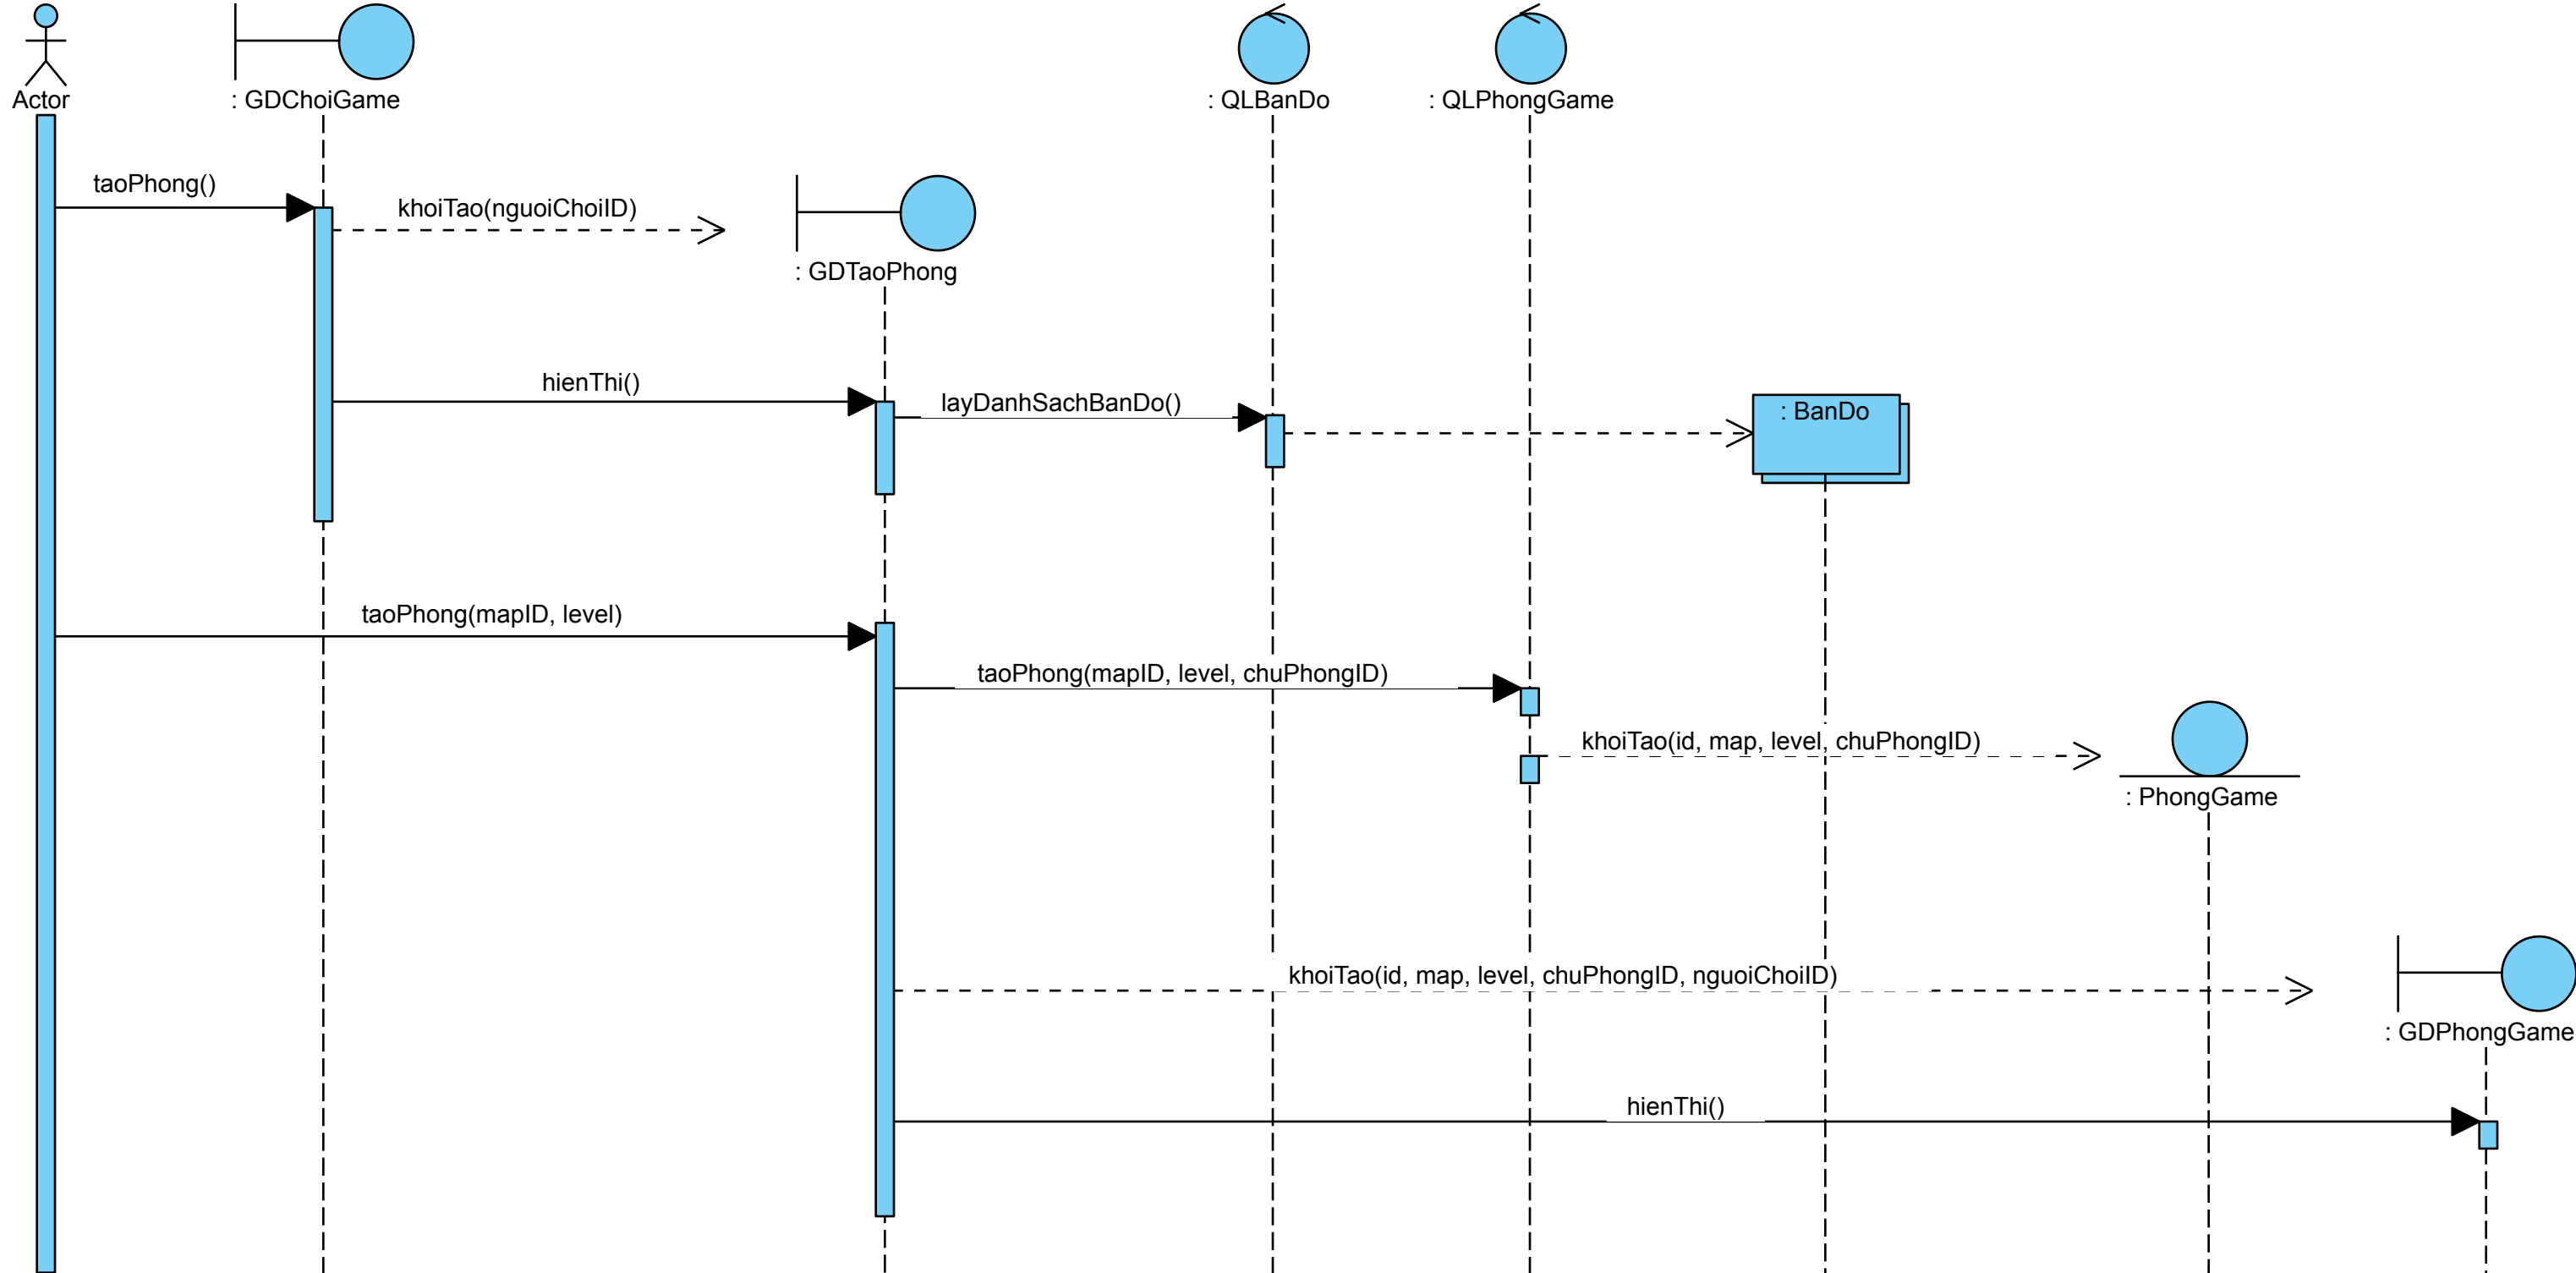 Actor
: GDChoiGame
: QLBanDo
: QLPhongGame
taoPhong()
khoiTao(nguoiChoiID)
: GDTaoPhong
hienThi()
layDanhSachBanDo()
: BanDo
taoPhong(mapID, level)
taoPhong(mapID, level, chuPhongID)
khoiTao(id, map, level, chuPhongID)
: PhongGame
khoiTao(id, map, level, chuPhongID, nguoiChoiID)
: GDPhongGame
hienThi()